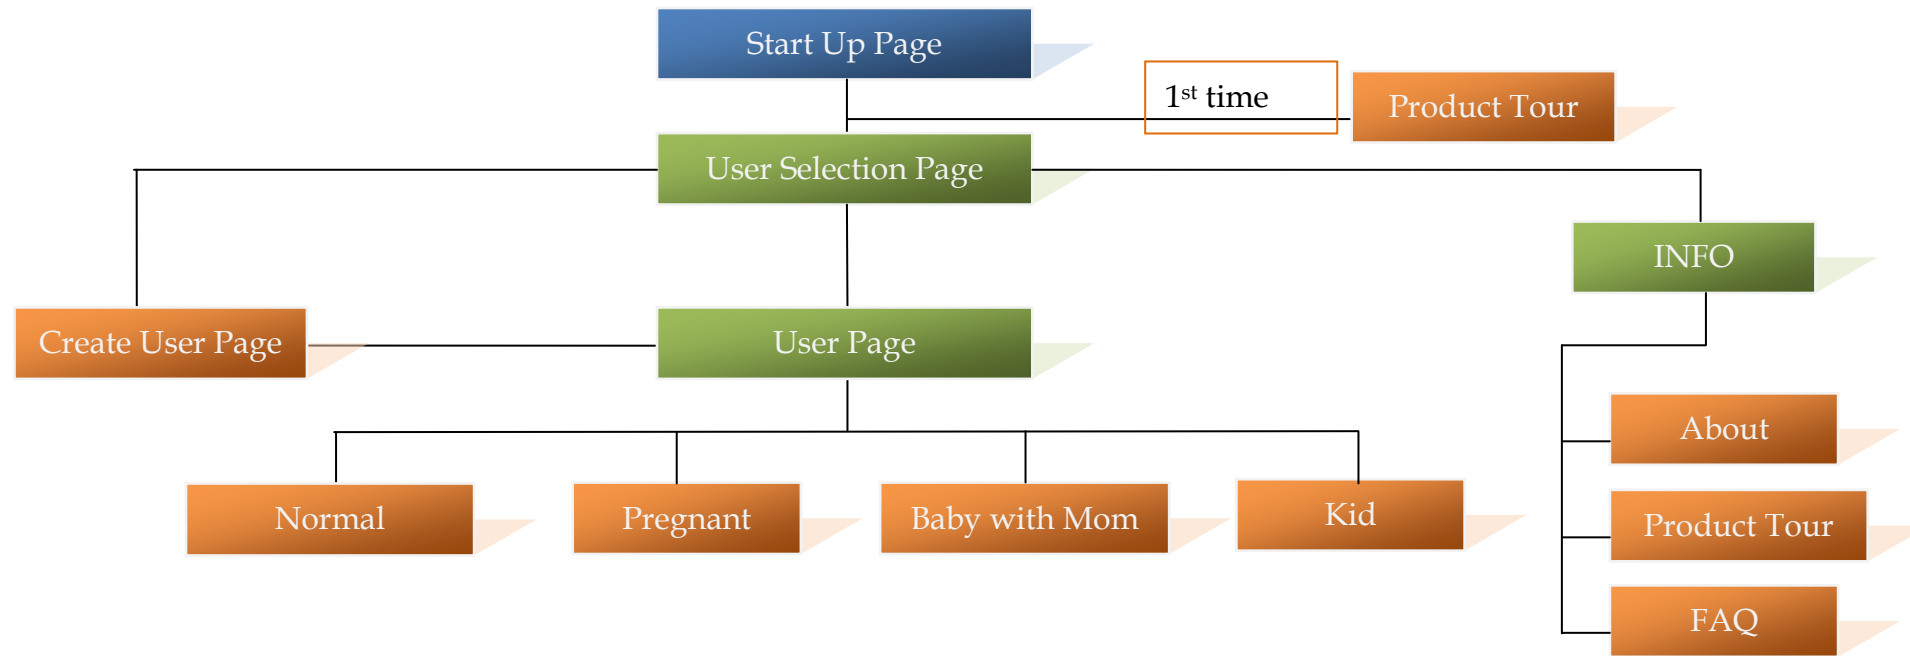 Start Up Page
1st time
Product Tour
User Selection Page
INFO
Create User Page
User Page
About
Normal
Pregnant
Baby with Mom
Kid
Product Tour
FAQ